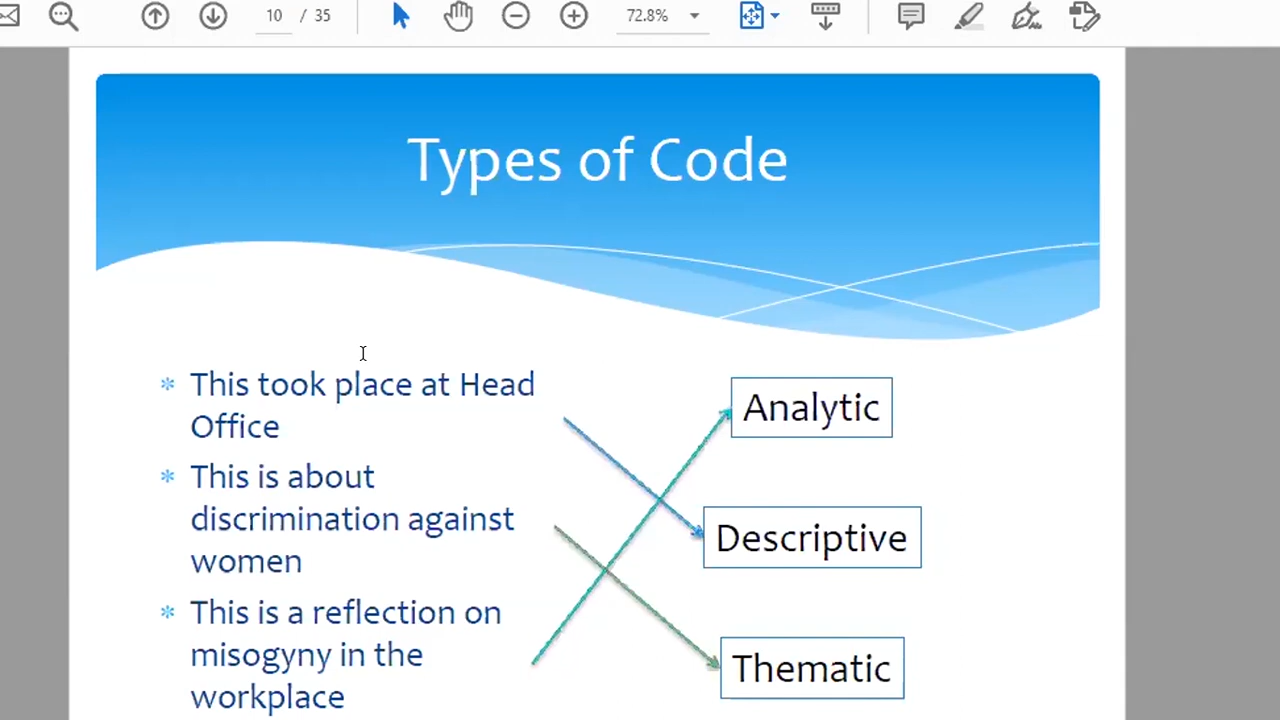 10 / 35
72.8%
Types of Code
This took place at Head
Office
This is about
discrimination against
women
This is a reflection on
misogyny in the
workplace
Analytic
Descriptive
Thematic